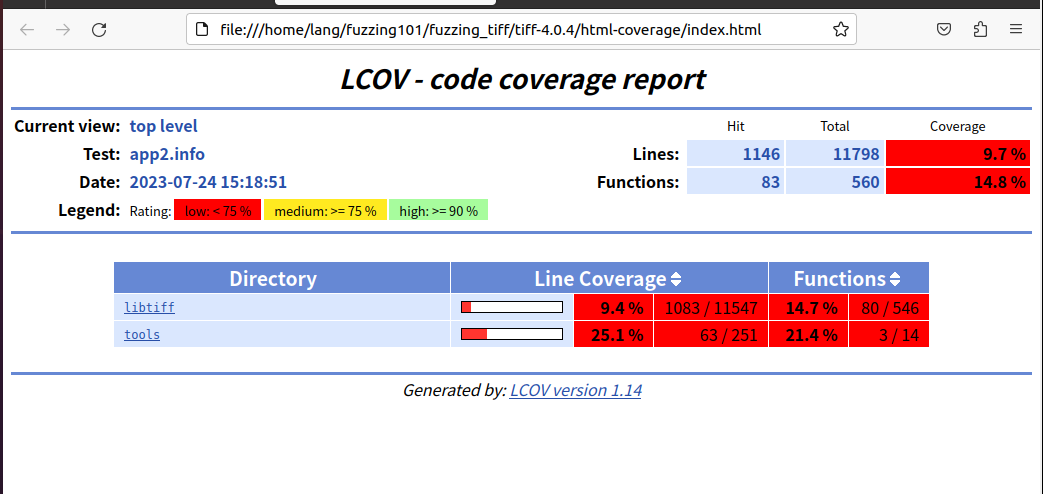 file:///home/lang/fuzzing101/fuzzing_tiff/tiff-4.0.4/html-coverage/index.html
LCOV - code coverage report
Current view: top level Hit Total Coverage
Test: app2.info Lines: 1146 11798 9.7 %
Date: 2023-07-24 15:18:51 Functions: 83 560 14.8 %
Legend: Rating: low: < 75 % medium: >= 75 % high: >= 90 %
Directory Line Coverage Functions
libtiff 9.4 % 1083 / 11547 14.7 % 80 / 546
tools 25.1 % 63 / 251 21.4 % 3 / 14
Generated by: LCOV version 1.14